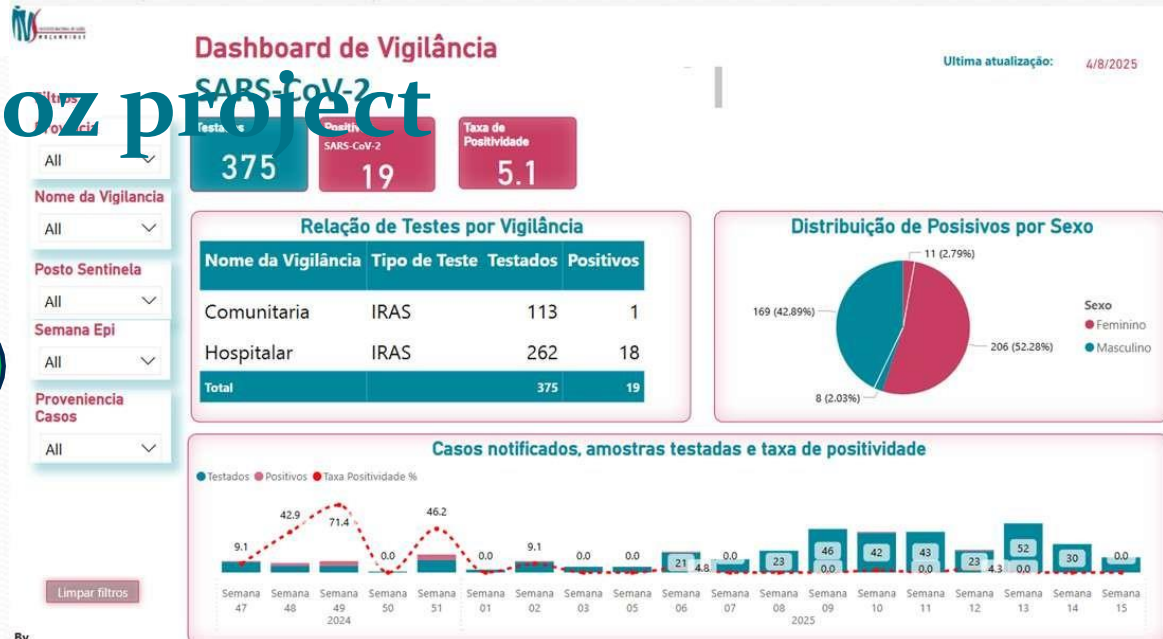 MOÇAMBIQUE
Dashboard de Vigilância
SARS-CoV-2
Ultima atualização: 4/8/2025
oz project
Filtros
Provincia
All
Nome da Vigilancia
All
Posto Sentinela
All
Semana Epi
All
Proveniencia
Casos
All
Limpar filtros
By
Testados
375
Positiv
SARS-CoV-2
19
Taxa de
Positividade
5.1
Relação de Testes por Vigilância
Nome da Vigilância Tipo de Teste Testados Positivos
Comunitaria IRAS 113 1
Hospitalar IRAS 262 18
Total 375 19
Distribuição de Posisivos por Sexo
11 (2.79%)
169 (42.89%)
206 (52.28%)
8 (2.03%)
Sexo
Feminino
Masculino
Casos notificados, amostras testadas e taxa de positividade
Testados Positivos Taxa Positividade %
9.1 42.9 71.4 0.0 46.2 0.0 9.1 0.0 0.0 21 4.8 0.0 23 46 0.0 42 43 0.0 23 4.3 52 0.0 30 0.0
Semana Semana Semana Semana Semana Semana Semana Semana Semana Semana Semana Semana Semana Semana Semana Semana Semana Semana Semana
47 48 49 50 51 01 02 03 05 06 07 08 09 10 11 12 13 14 15
2024 2025